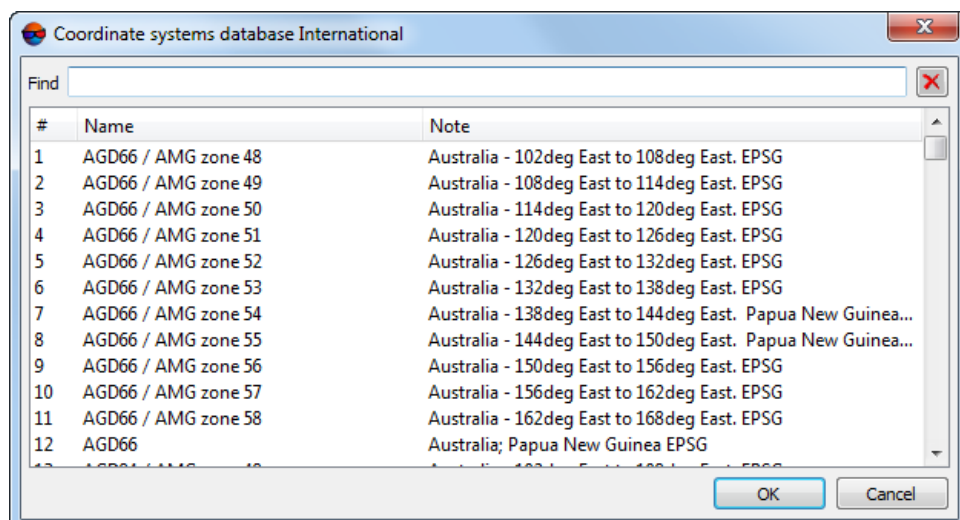 Coordinate systems database International
Find
# Name Note
1 AGD66 / AMG zone 48 Australia - 102deg East to 108deg East. EPSG
2 AGD66 / AMG zone 49 Australia - 108deg East to 114deg East. EPSG
3 AGD66 / AMG zone 50 Australia - 114deg East to 120deg East. EPSG
4 AGD66 / AMG zone 51 Australia - 120deg East to 126deg East. EPSG
5 AGD66 / AMG zone 52 Australia - 126deg East to 132deg East. EPSG
6 AGD66 / AMG zone 53 Australia - 132deg East to 138deg East. EPSG
7 AGD66 / AMG zone 54 Australia - 138deg East to 144deg East. Papua New Guinea...
8 AGD66 / AMG zone 55 Australia - 144deg East to 150deg East. Papua New Guinea...
9 AGD66 / AMG zone 56 Australia - 150deg East to 156deg East. EPSG
10 AGD66 / AMG zone 57 Australia - 156deg East to 162deg East. EPSG
11 AGD66 / AMG zone 58 Australia - 162deg East to 168deg East. EPSG
12 AGD66 Australia; Papua New Guinea EPSG
OK Cancel